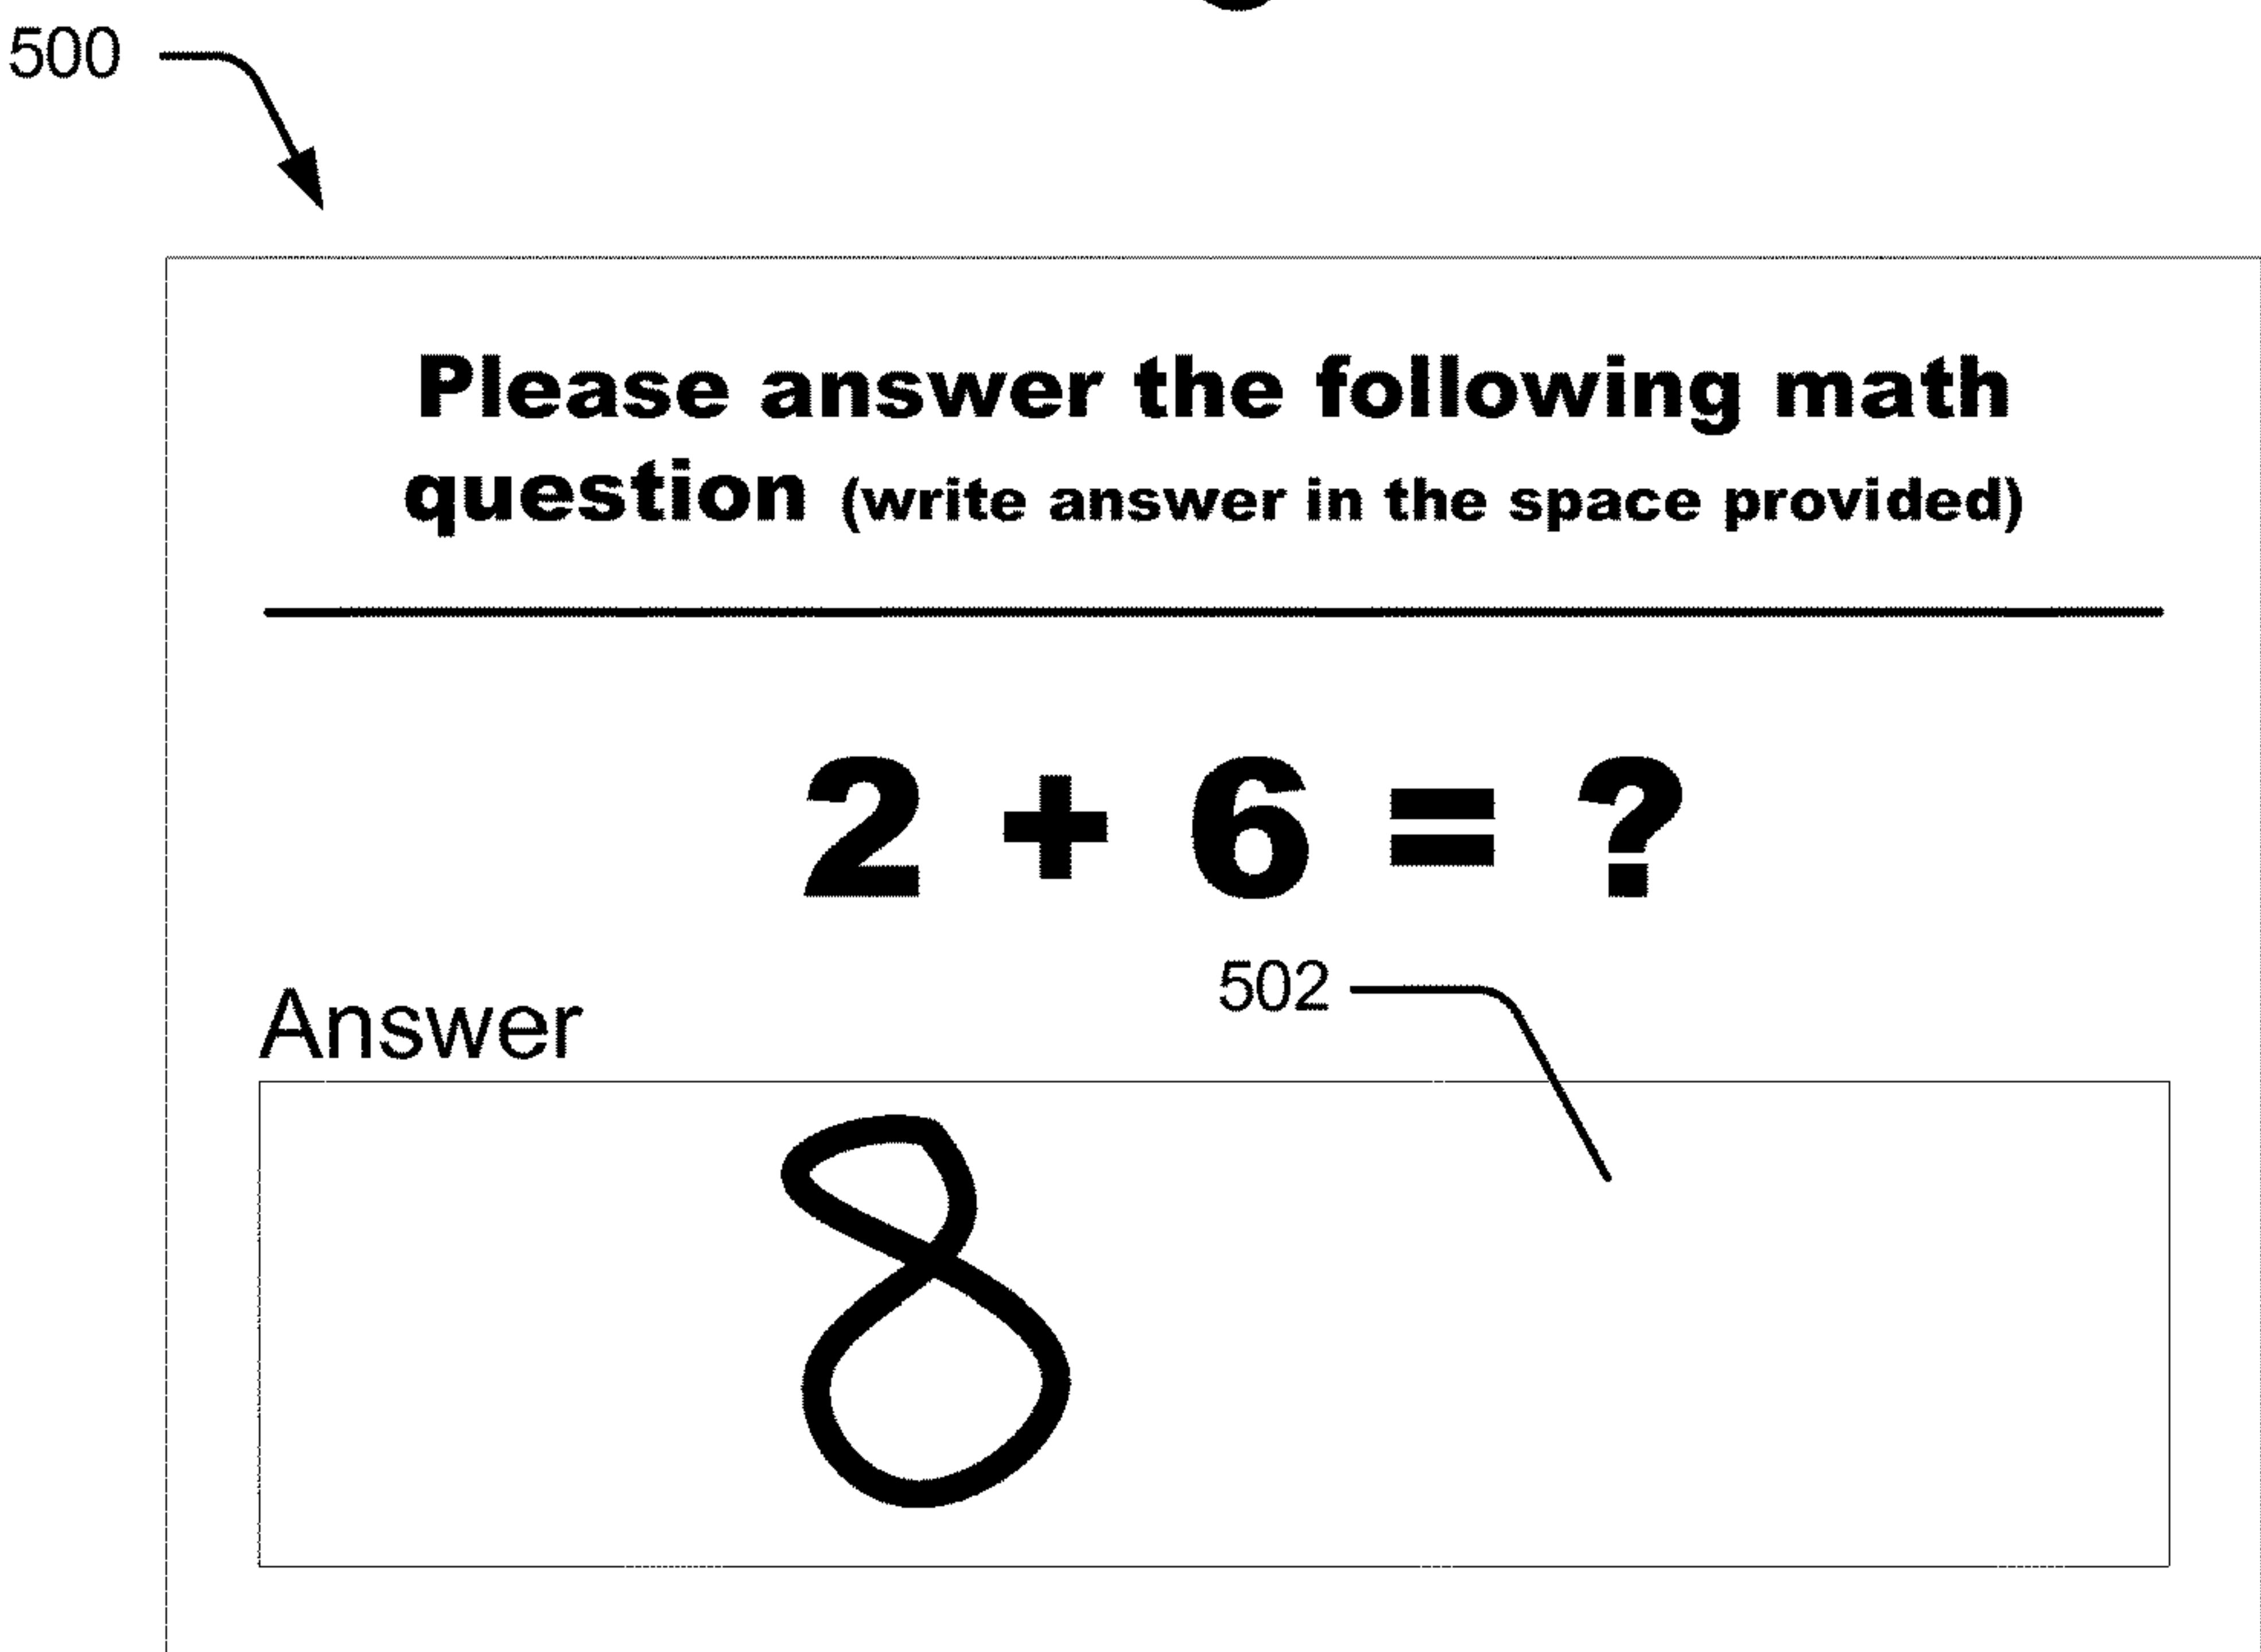 500
Please answer the following math
question (write answer in the space provided)
2 + 6 = ?
502
Answer
8